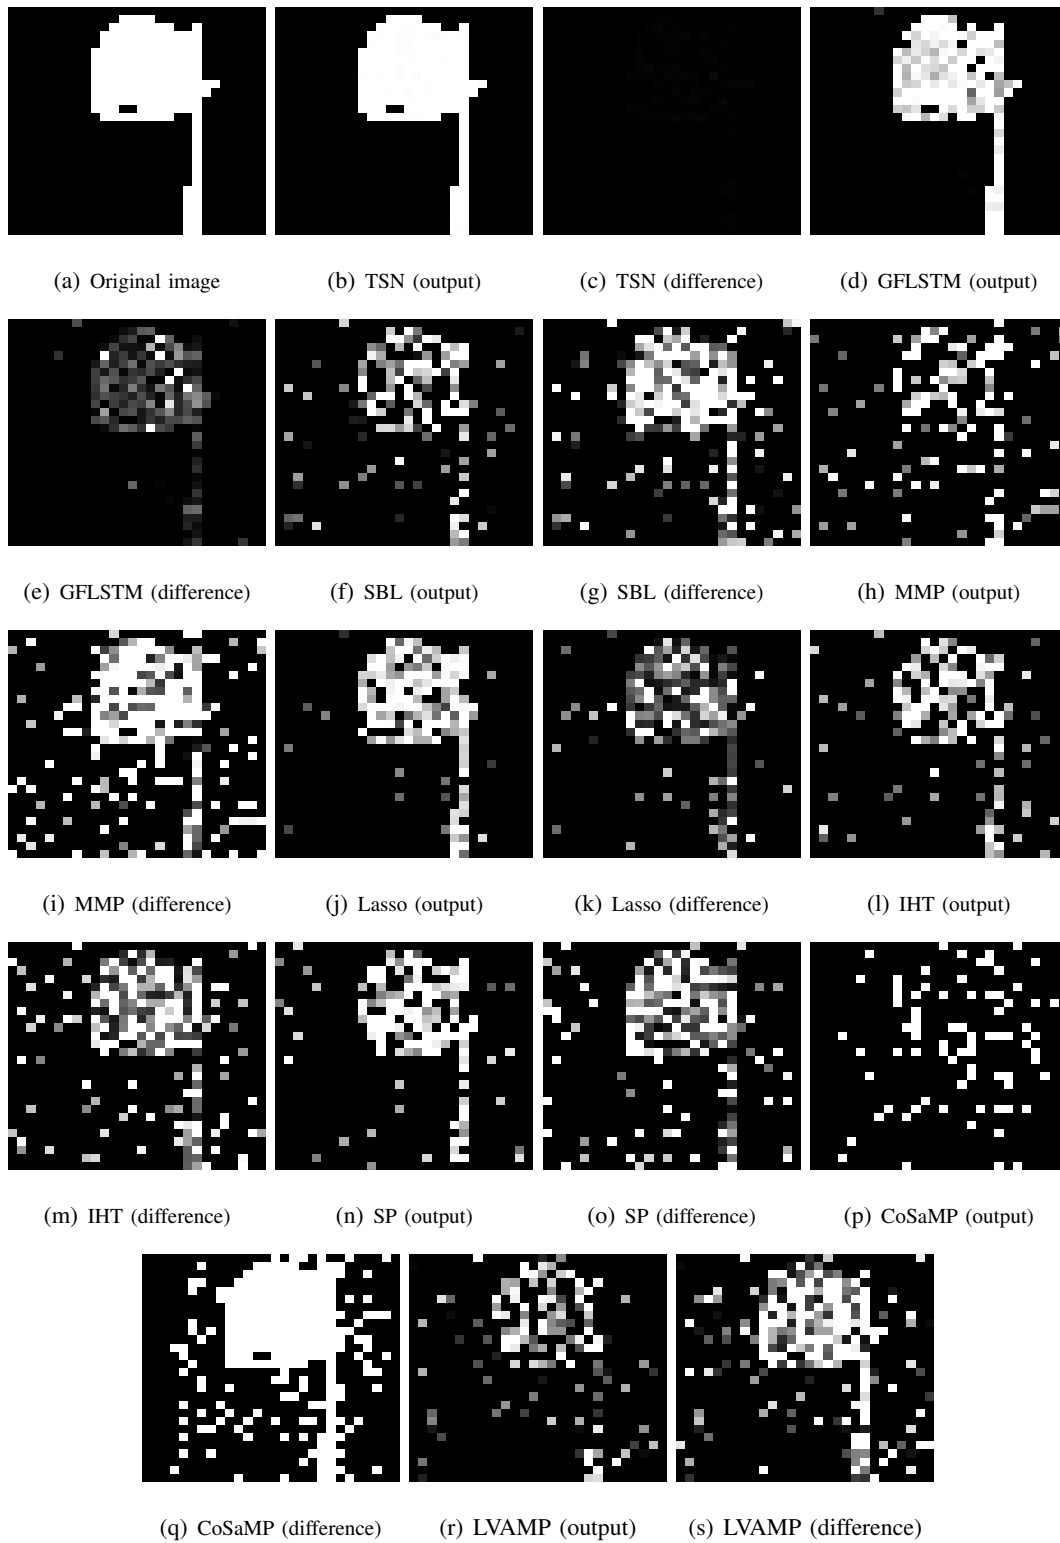 (a) Original image (b) TSN (output) (c) TSN (difference) (d) GFLSTM (output)
(e) GFLSTM (difference) (f) SBL (output) (g) SBL (difference) (h) MMP (output)
(i) MMP (difference) (j) Lasso (output) (k) Lasso (difference) (l) IHT (output)
(m) IHT (difference) (n) SP (output) (o) SP (difference) (p) CoSaMP (output)
(q) CoSaMP (difference) (r) LVAMP (output) (s) LVAMP (difference)